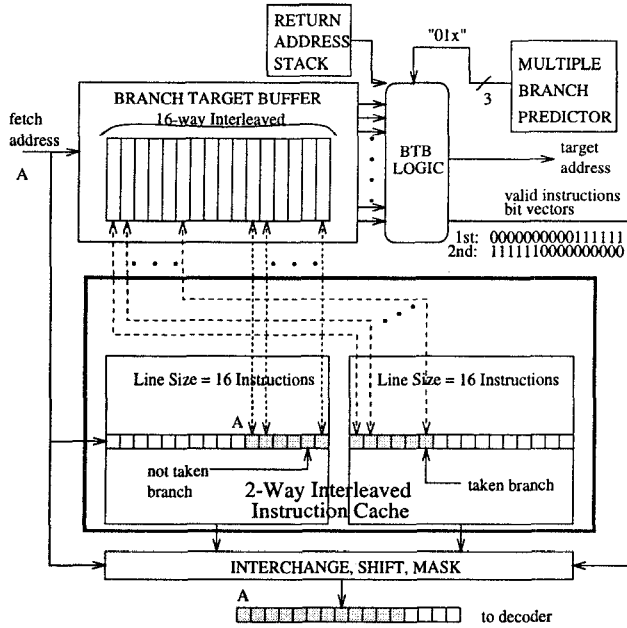 RETURN
ADDRESS
STACK
"01x"
3
MULTIPLE
BRANCH
PREDICTOR
BRANCH TARGET BUFFER
16-way Interleaved
fetch
address
A
BTB
LOGIC
target
address
valid instructions
bit vectors
1st: 0000000000111111
2nd: 1111110000000000
Line Size = 16 Instructions
Line Size = 16 Instructions
A
not taken
branch
taken branch
2-Way Interleaved
Instruction Cache
INTERCHANGE, SHIFT, MASK
A
to decoder